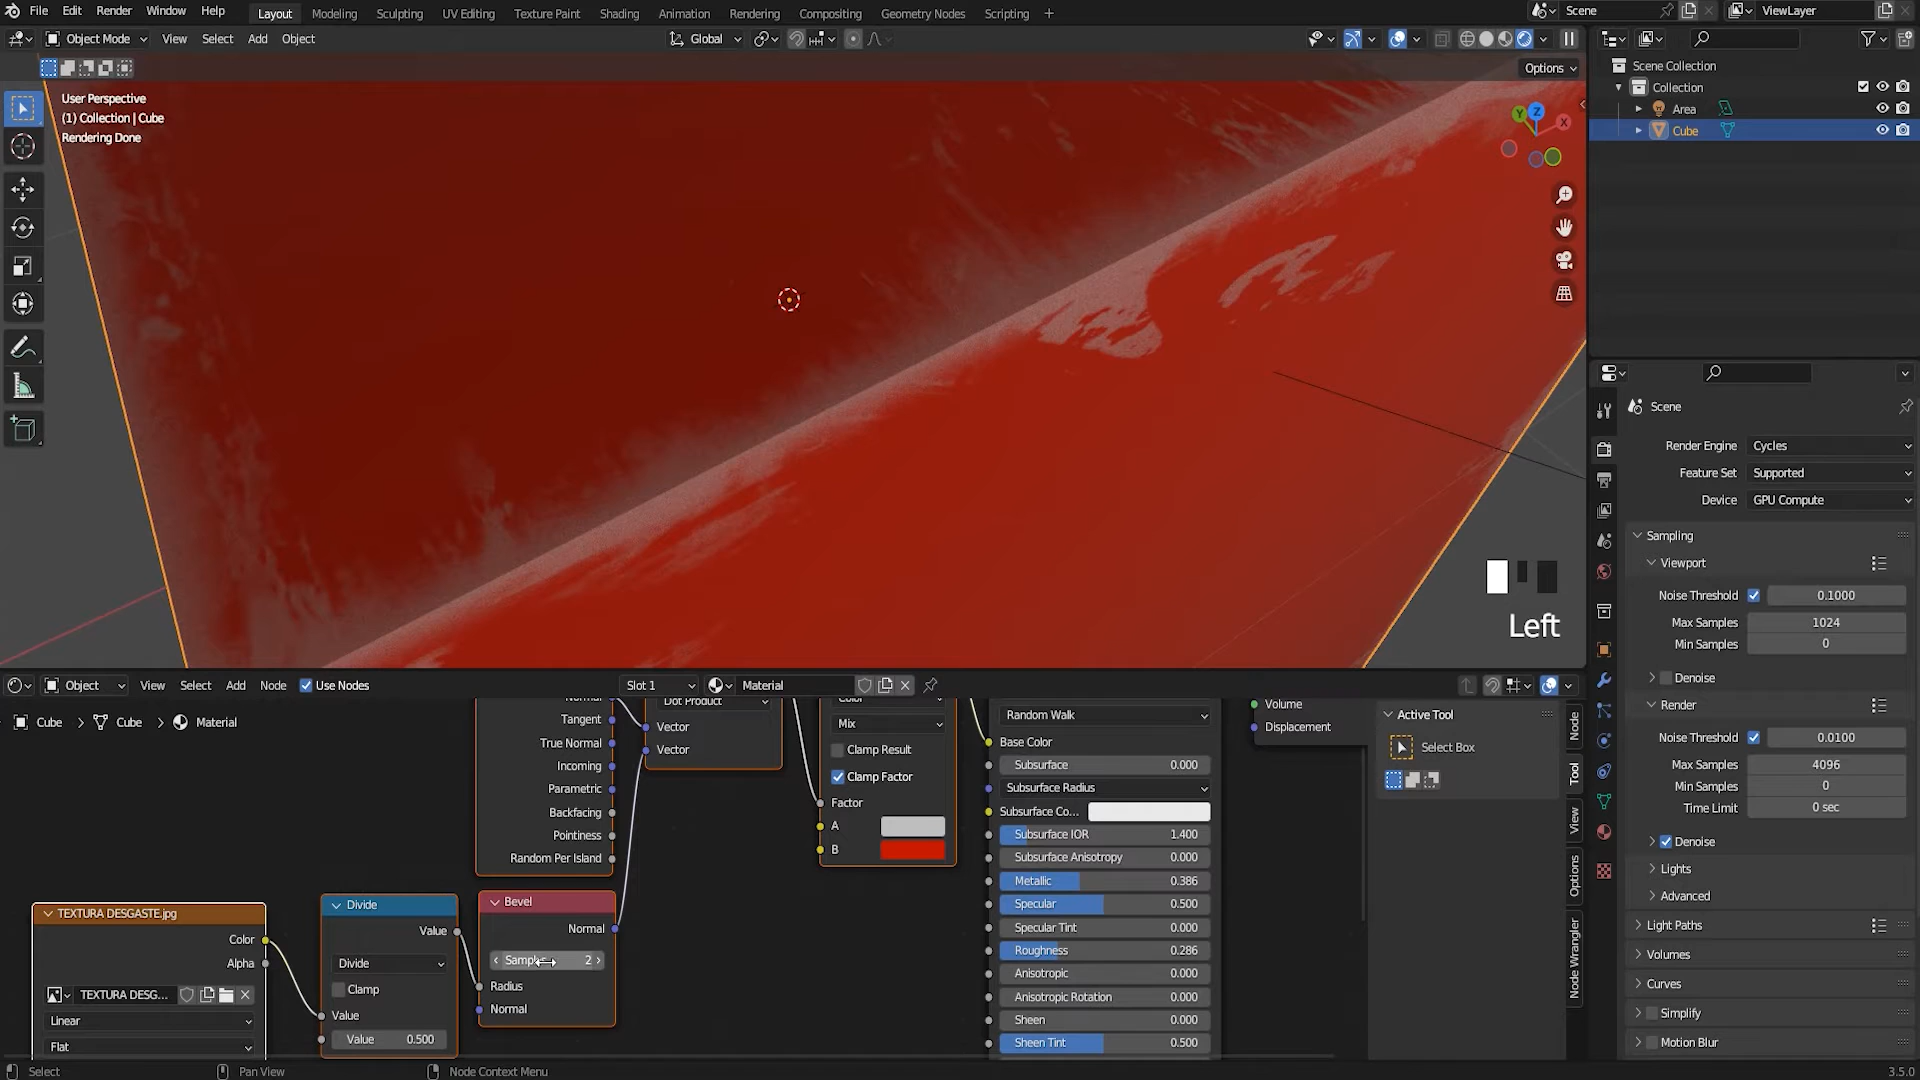 File Edit Render Window Help
Layout Modeling Sculpting UV Editing Texture Paint Shading Animation Rendering Compositing Geometry Nodes Scripting +
Scene
ViewLayer
Object Mode View Select Add Object
Global
Options
User Perspective
(1) Collection | Cube
Rendering Done
Y
Z
X
Left
Scene Collection
Collection
Area
Cube
Scene
Render Engine Cycles
Feature Set Supported
Device GPU Compute
Sampling
Viewport
Noise Threshold 0.1000
Max Samples 1024
Min Samples 0
Denoise
Render
Noise Threshold 0.0100
Max Samples 4096
Min Samples 0
Time Limit 0 sec
Denoise
Lights
Advanced
Light Paths
Volumes
Curves
Simplify
Motion Blur
Object View Select Add Node Use Nodes
Slot 1
Material
Cube > Cube > Material
Tangent
True Normal
Incoming
Parametric
Backfacing
Pointiness
Random Per Island
Dot Product
Vector
Vector
Mix
Clamp Result
Clamp Factor
Factor
A
B
Random Walk
Base Color
Subsurface 0.000
Subsurface Radius
Subsurface Co...
Subsurface IOR 1.400
Subsurface Anisotropy 0.000
Metallic 0.386
Specular 0.500
Specular Tint 0.000
Roughness 0.286
Anisotropic 0.000
Anisotropic Rotation 0.000
Sheen 0.000
Sheen Tint 0.500
Volume
Displacement
Active Tool
Select Box
Node
Tool
View
Options
Node Wrangler
TEXTURA DESGASTE.jpg
Color
Alpha
TEXTURA DESG...
Linear
Flat
Divide
Value
Divide
Clamp
Value
Value 0.500
Bevel
Normal
2
Radius
Normal
Select
Pan View
Node Context Menu
3.5.0